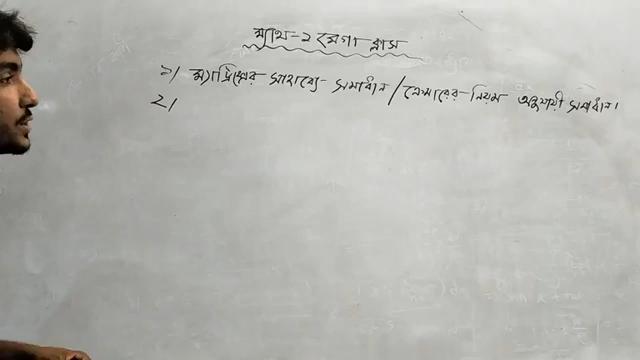 ম্যাথ-২ মেগা ক্লাস
১/ ম্যাট্রিক্সের সাহায্যে সমাধান / ক্রেমারের নিয়ম অনুযায়ী সমাধান।
২/